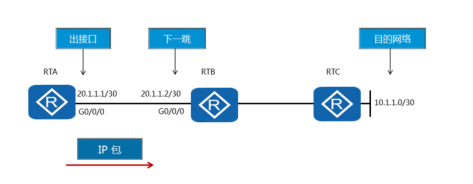 出接口
下一跳
目的网络
RTA
RTB
RTC
20.1.1.1/30
20.1.1.2/30
10.1.1.0/30
R
R
R
G0/0/0
G0/0/0
IP 包